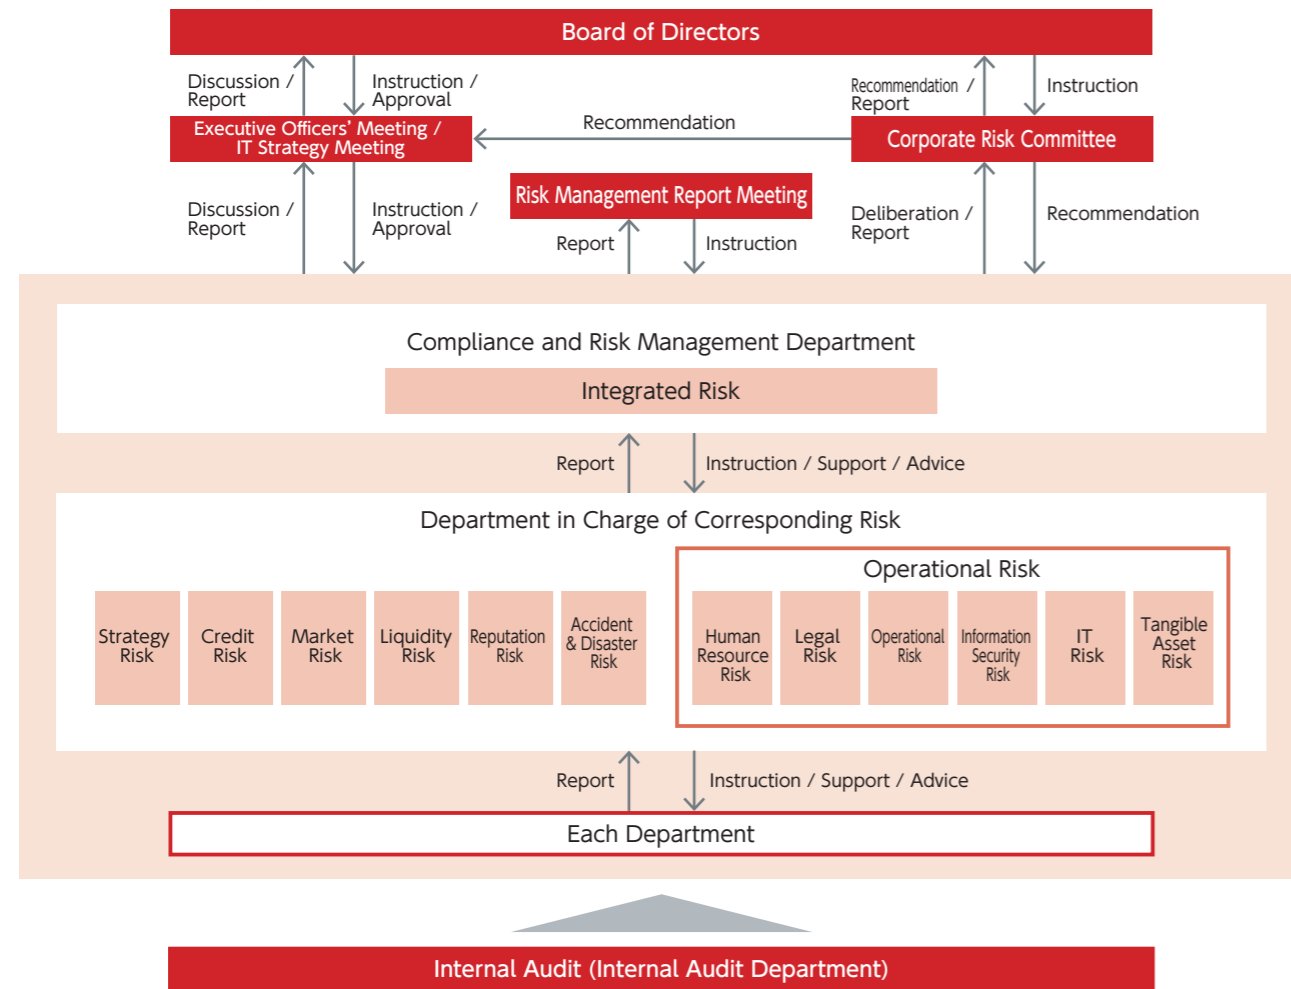 Board of Directors
Discussion /
Report
Instruction /
Approval
Recommendation /
Report
Instruction
Executive Officers' Meeting /
IT Strategy Meeting
Recommendation
Corporate Risk Committee
Risk Management Report Meeting
Discussion /
Report
Instruction /
Approval
Report
Instruction
Deliberation /
Report
Recommendation
Compliance and Risk Management Department
Integrated Risk
Report
Instruction / Support / Advice
Department in Charge of Corresponding Risk
Operational Risk
Strategy
Risk
Credit
Risk
Market
Risk
Liquidity
Risk
Reputation
Risk
Accident
& Disaster
Risk
Human
Resource
Risk
Legal
Risk
Operational
Risk
Information
Security
Risk
IT
Risk
Tangible
Asset
Risk
Report
Instruction / Support / Advice
Each Department
Internal Audit (Internal Audit Department)